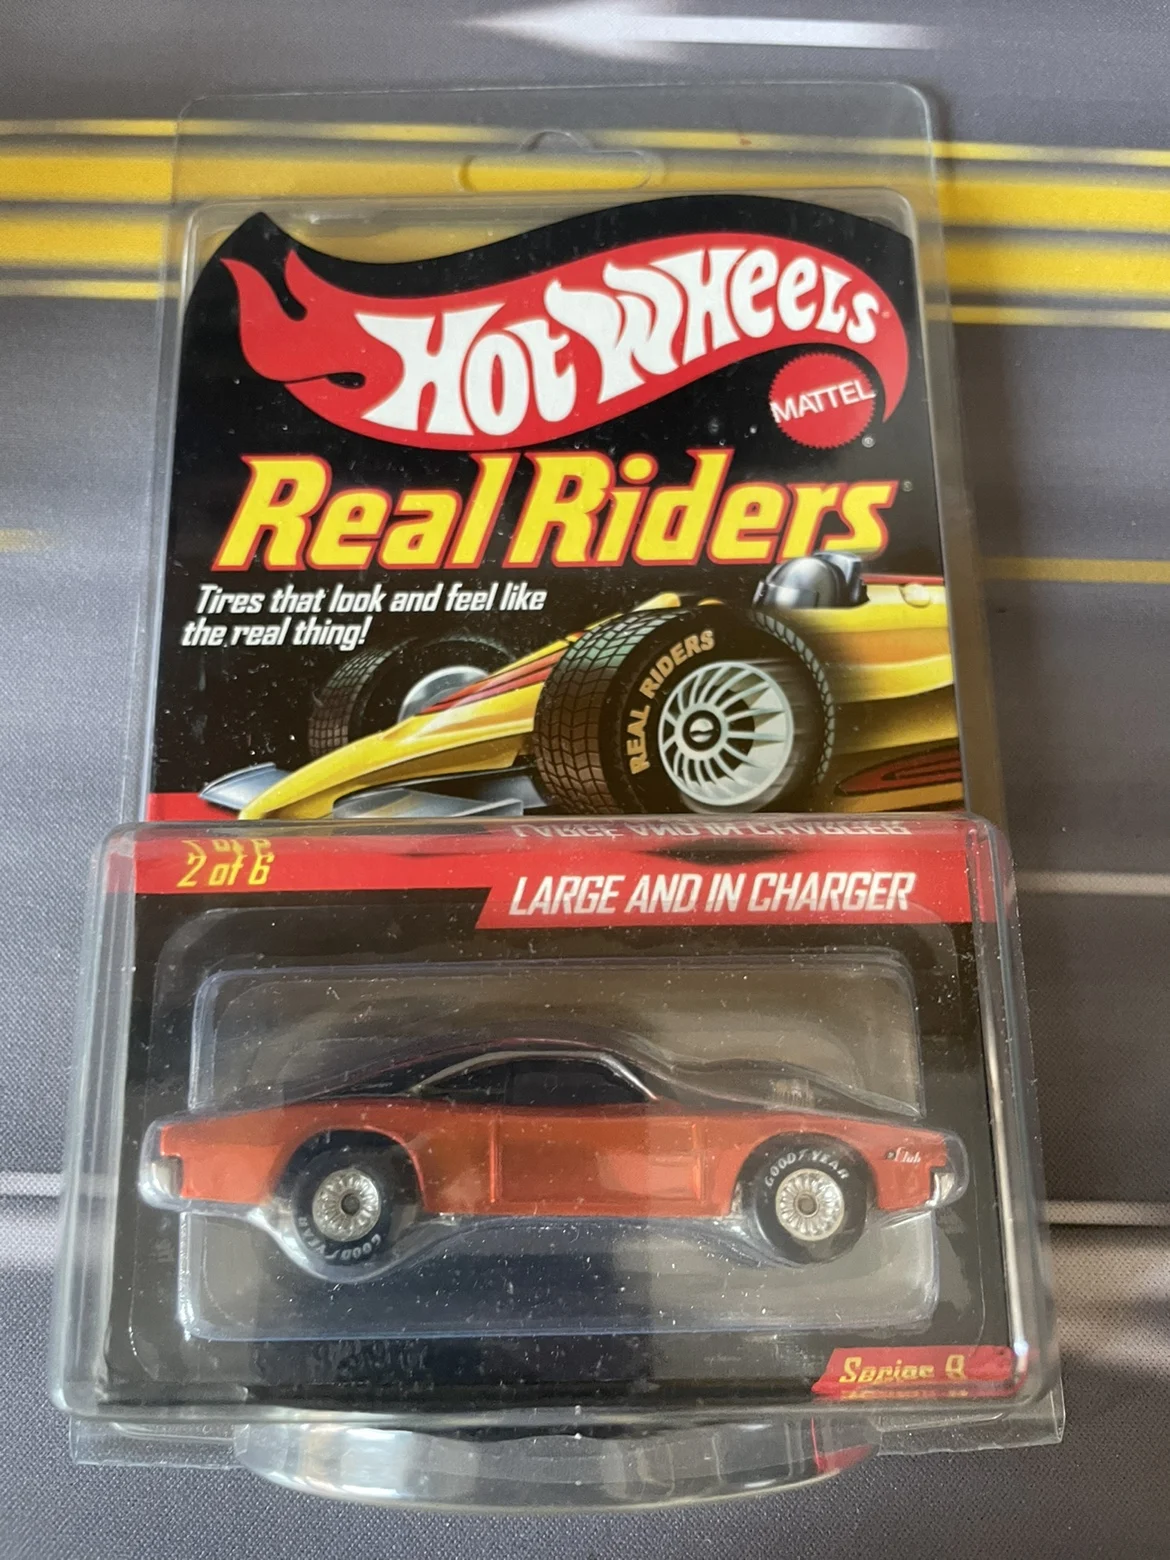 HOT WHEELS
MATTEL
®
Real Riders
®
Tires that look and feel like
the real thing!
REAL RIDERS
2 of 6
LARGE AND IN CHARGER
GOODYEAR
Club
GOODYEAR
Series 8